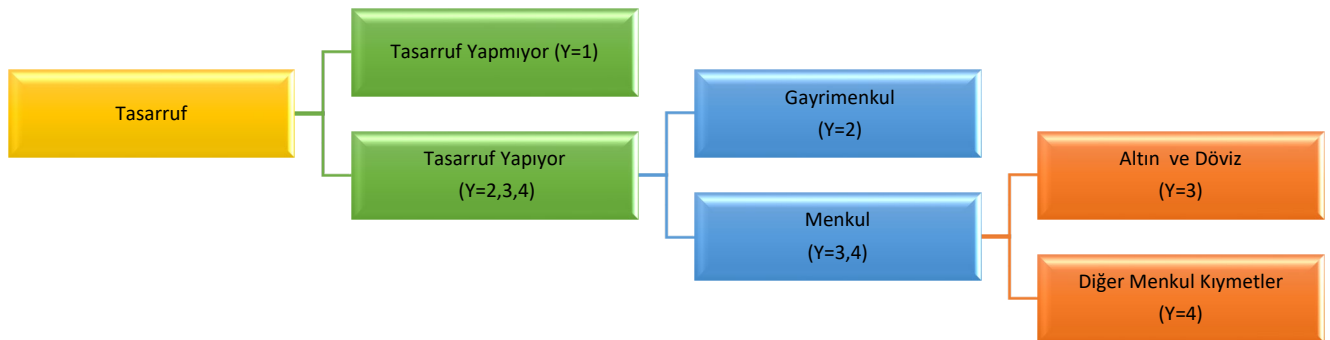 Tasarruf
Tasarruf Yapmıyor (Y=1)
Tasarruf Yapıyor
(Y=2,3,4)
Gayrimenkul
(Y=2)
Menkul
(Y=3,4)
Altın ve Döviz
(Y=3)
Diğer Menkul Kıymetler
(Y=4)